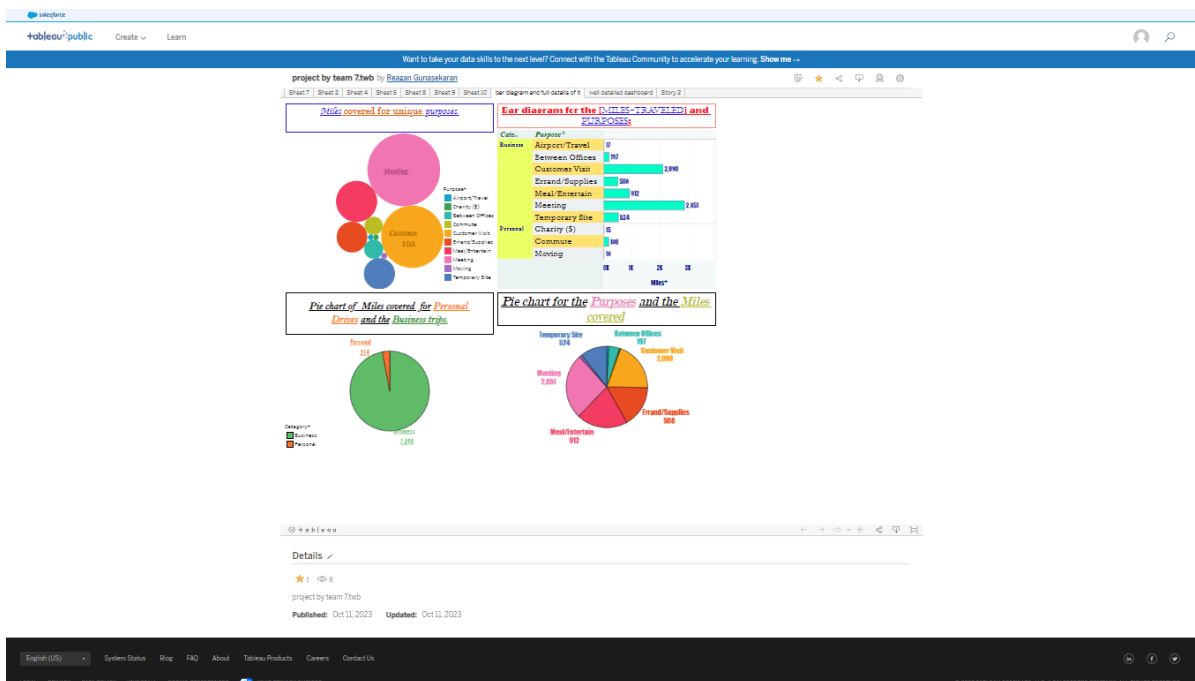 salesforce
+ableau public Create Learn
Want to take your data skills to the next level? Connect with the Tableau Community to accelerate your learning. Show me →
project by team 7.twb by Reagan Gunasekaran
Sheet 7 Sheet 2 Sheet 4 Sheet 6 Sheet 8 Sheet 9 Sheet 10 bar diagram and full details of it well detailed dashboard Story 2
Miles covered for unique purposes.
Meeting
Customer
Visit
Purpose*
Airport/Travel
Charity ($)
Between Offices
Commute
Customer Visit
Errand/Supplies
Meal/Entertain
Meeting
Moving
Temporary Site
Bar diagram for the [MILES-TRAVELED] and
PURPOSES:
Cate.. Purpose*
Business Airport/Travel 17
Between Offices 197
Customer Visit 2,090
Errand/Supplies 508
Meal/Entertain 912
Meeting 2,851
Temporary Site 524
Personal Charity ($) 15
Commute
Moving
0K 1K 2K 3K
Miles*
Pie chart of Miles covered for Personal
Drives and the Business trips.
Personal
Business
Category*
Business
Personal
Pie chart for the Purposes and the Miles
covered
Temporary Site
524
Between Offices
197
Customer Visit
2,090
Meeting
2,851
Errand/Supplies
508
Meal/Entertain
912
+ a b l e a u
Details
1 6
project by team 7.twb
Published: Oct 11, 2023 Updated: Oct 11, 2023
English (US) System Status Blog FAQ About Tableau Products Careers Contact Us